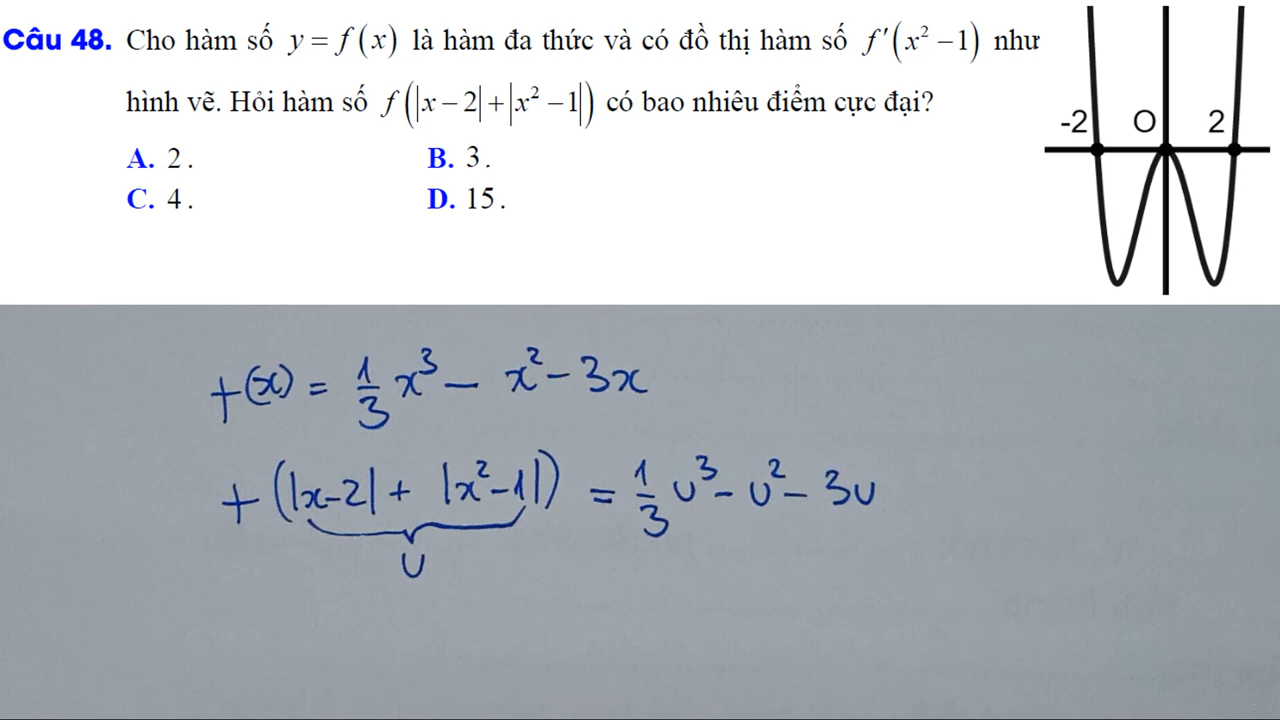 Câu 48. Cho hàm số y = f(x) là hàm đa thức và có đồ thị hàm số f'(x² − 1) như
hình vẽ. Hỏi hàm số f(|x − 2| + |x² − 1|) có bao nhiêu điểm cực đại?
A. 2. B. 3.
C. 4. D. 15.
-2 O 2
f(x) = 1/3 x³ − x² − 3x
f(|x−2| + |x²−1|) = 1/3 u³ − u² − 3u
u